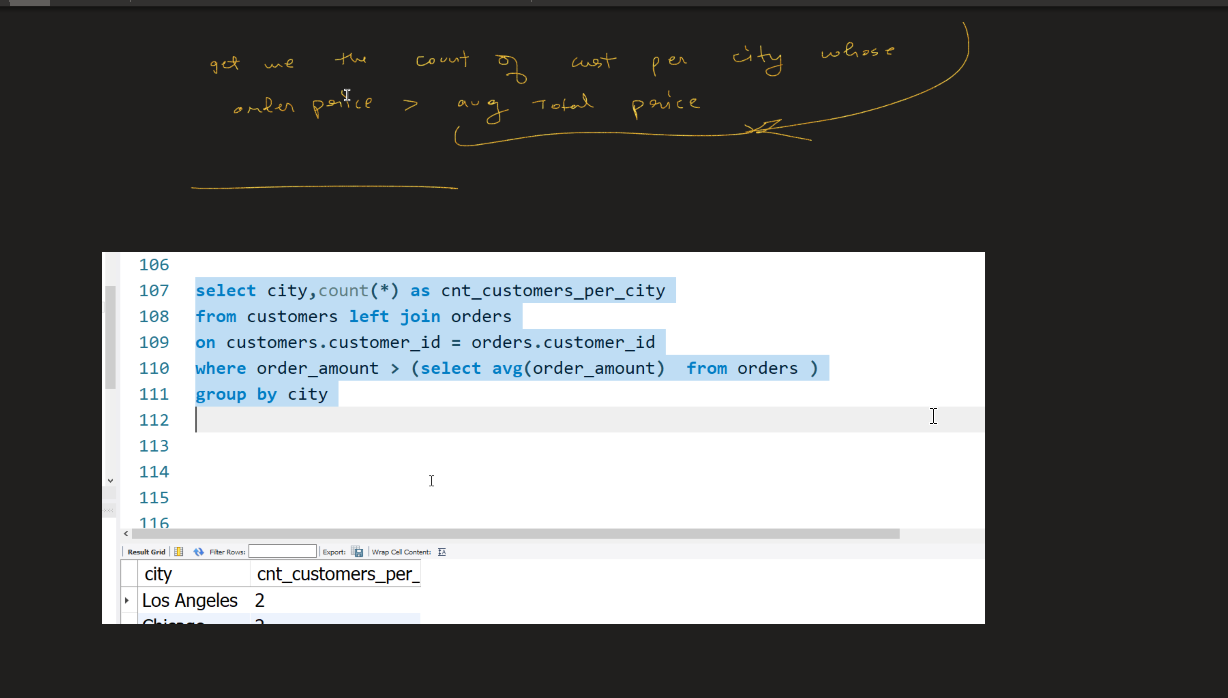 get me the count of cust per city whose
order price > avg Total price
106
107 select city,count(*) as cnt_customers_per_city
108 from customers left join orders
109 on customers.customer_id = orders.customer_id
110 where order_amount > (select avg(order_amount)  from orders )
111 group by city
112
113
114
115
116
Result Grid Filter Rows: Export: Wrap Cell Content: IA
city cnt_customers_per_
Los Angeles 2
Chicago